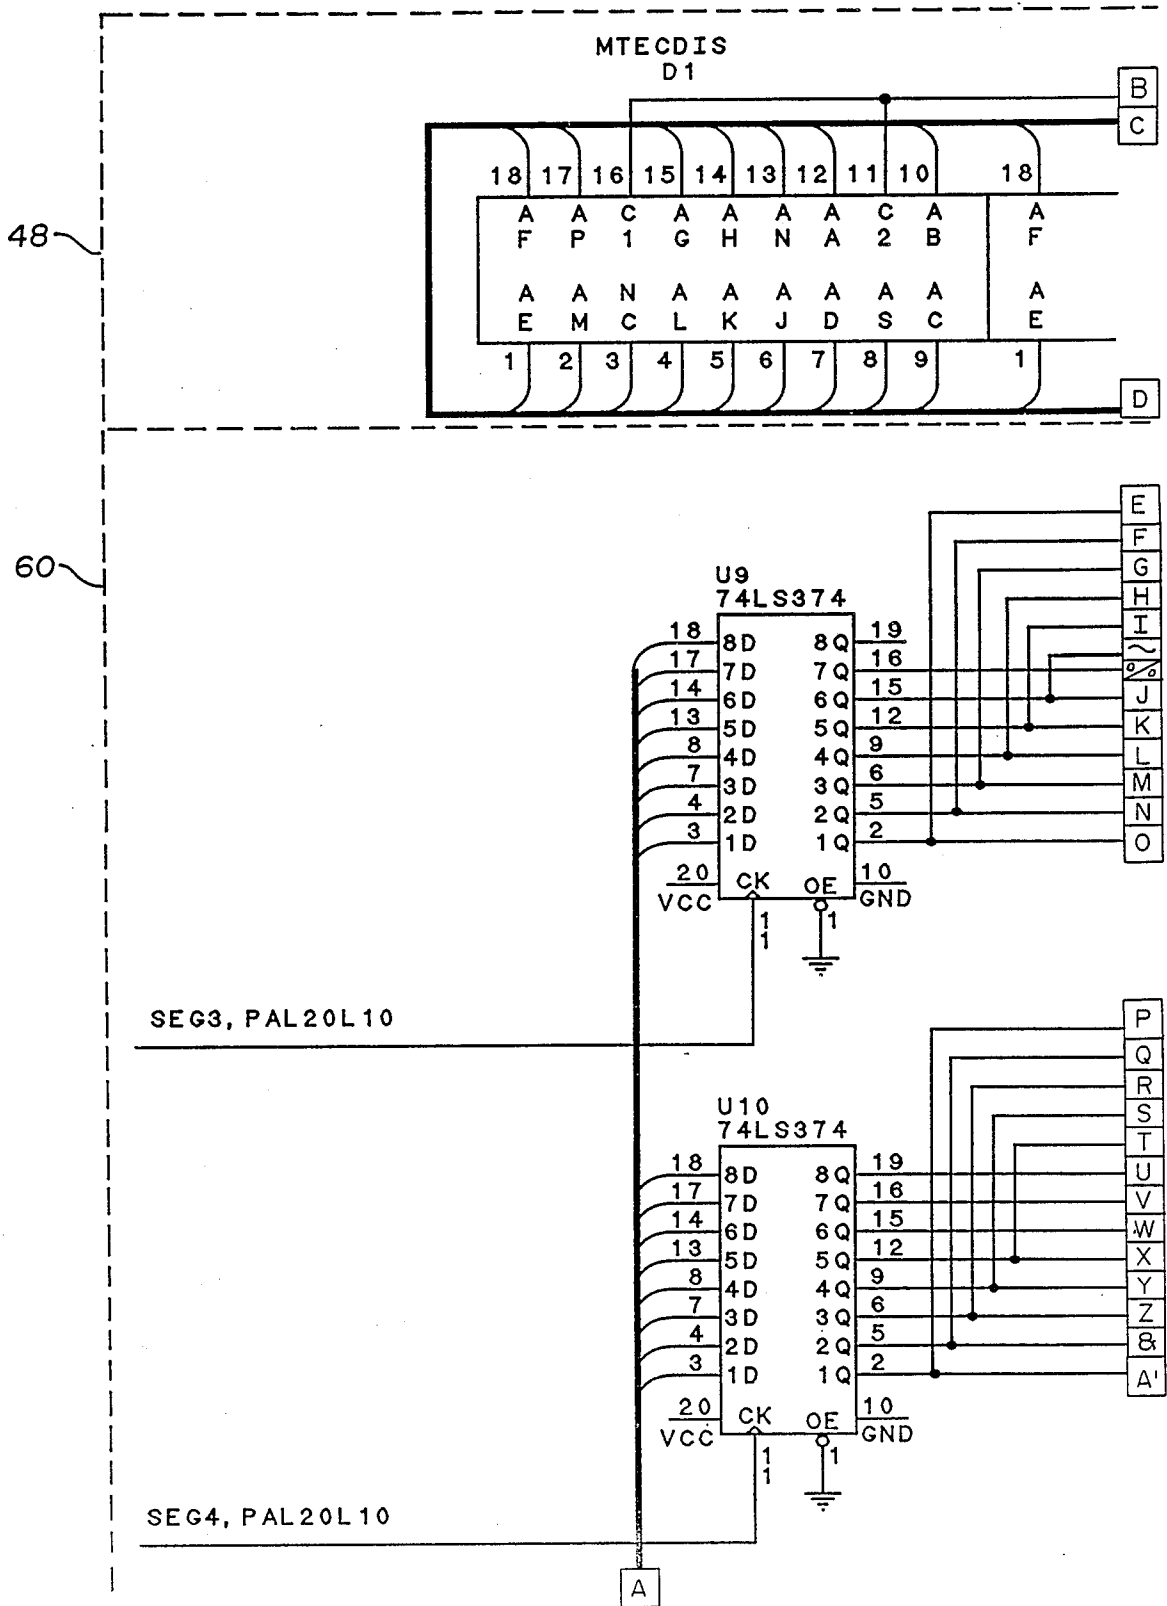 MTECDIS
D1
B
C
18 17 16 15 14 13 12 11 10 18
A A C A A A A C A A
F P 1 G H N A 2 B F
48
A A N A A A A A A A
E M C L K J D S C E
1 2 3 4 5 6 7 8 9 1
D
E
F
60
G
U9
74LS374
H
I
~
18 8D 8Q 19
17 7D 7Q 16 %
14 6D 6Q 15 J
13 5D 5Q 12 K
8 4D 4Q 9 L
7 3D 3Q 6 M
4 2D 2Q 5 N
3 1D 1Q 2 O
20 CK OE 10
VCC GND
11 1
SEG3, PAL20L10
P
Q
R
U10
S
74LS374
T
18 8D 8Q 19 U
17 7D 7Q 16 V
14 6D 6Q 15 W
13 5D 5Q 12 X
8 4D 4Q 9 Y
7 3D 3Q 6 Z
4 2D 2Q 5 &
3 1D 1Q 2 A'
20 CK OE 10
VCC GND
11 1
SEG4, PAL20L10
A